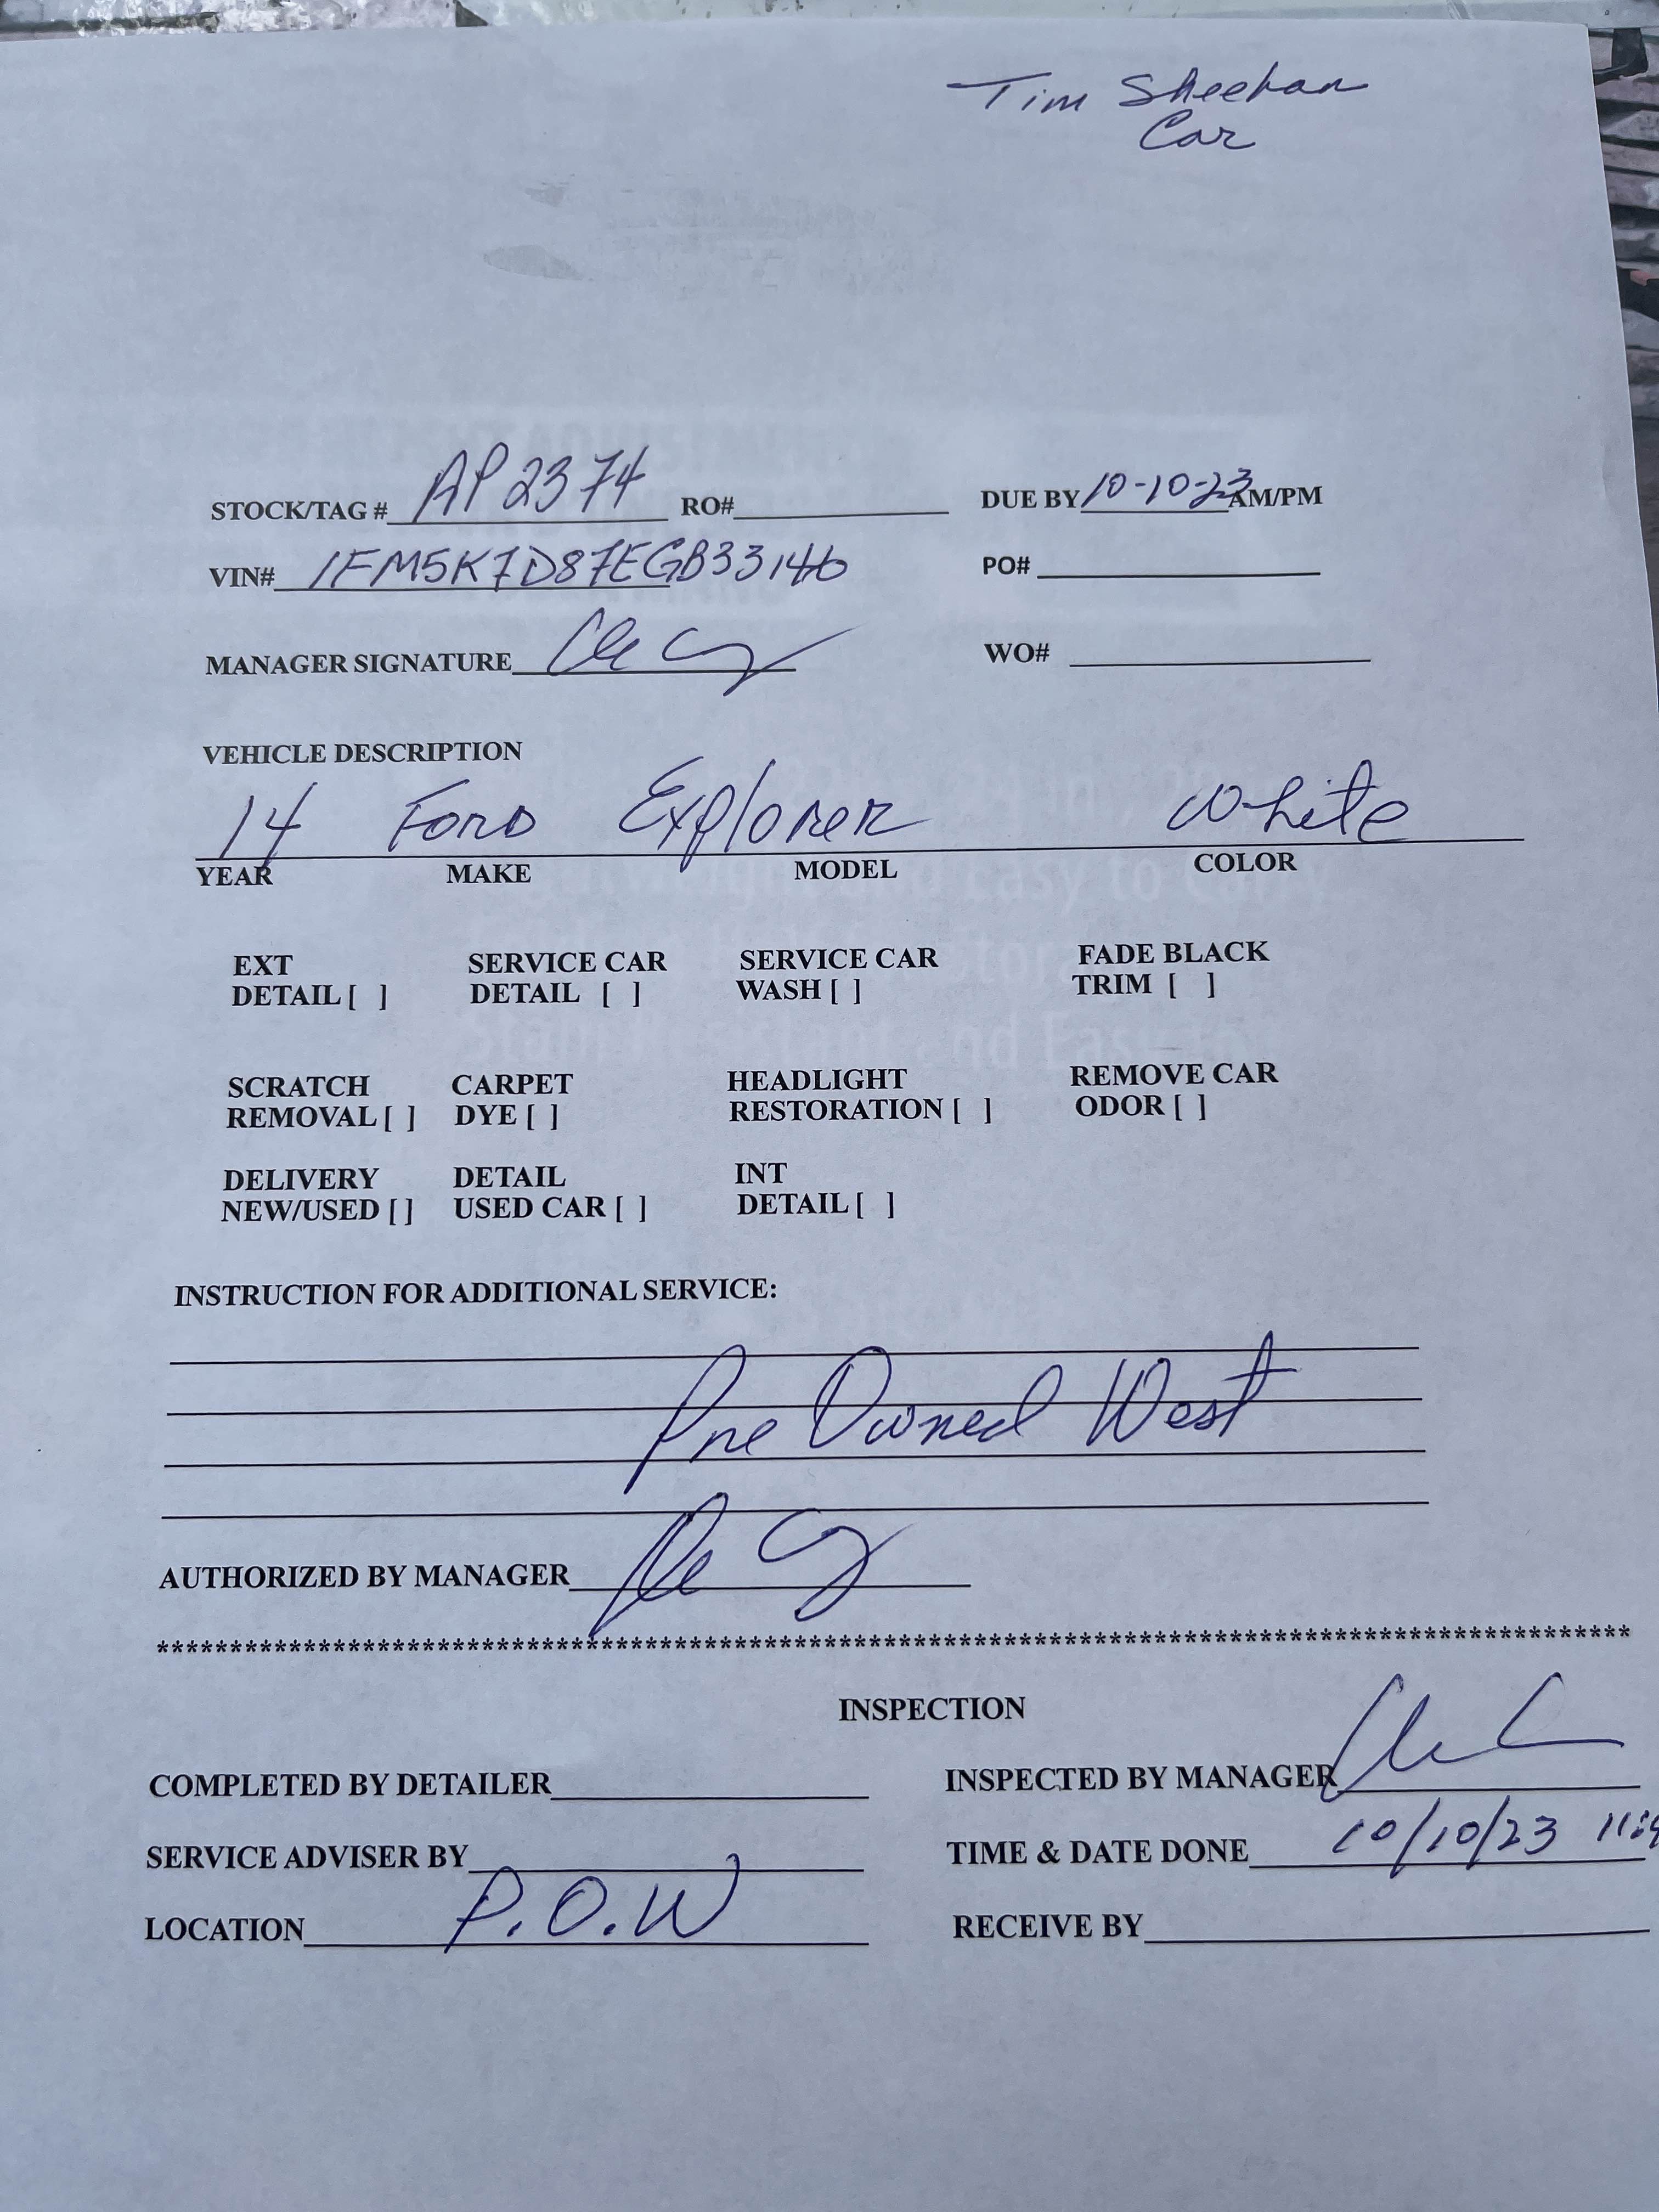 Tim Sheehan
Car
STOCK/TAG # AP2374 RO# DUE BY 10-10-23 AM/PM
VIN# 1FM5K7D87EGB33146 PO#
MANAGER SIGNATURE WO#
VEHICLE DESCRIPTION
14 Ford Explorer White
YEAR MAKE MODEL COLOR
EXT SERVICE CAR SERVICE CAR FADE BLACK
DETAIL [ ] DETAIL [ ] WASH [ ] TRIM [ ]
SCRATCH CARPET HEADLIGHT REMOVE CAR
REMOVAL [ ] DYE [ ] RESTORATION [ ] ODOR [ ]
DELIVERY DETAIL INT
NEW/USED [ ] USED CAR [ ] DETAIL [ ]
INSTRUCTION FOR ADDITIONAL SERVICE:
Pre Owned West
AUTHORIZED BY MANAGER
****************************************************************************************************
INSPECTION
COMPLETED BY DETAILER INSPECTED BY MANAGER
SERVICE ADVISER BY TIME & DATE DONE 10/10/23
LOCATION P.O.W RECEIVE BY